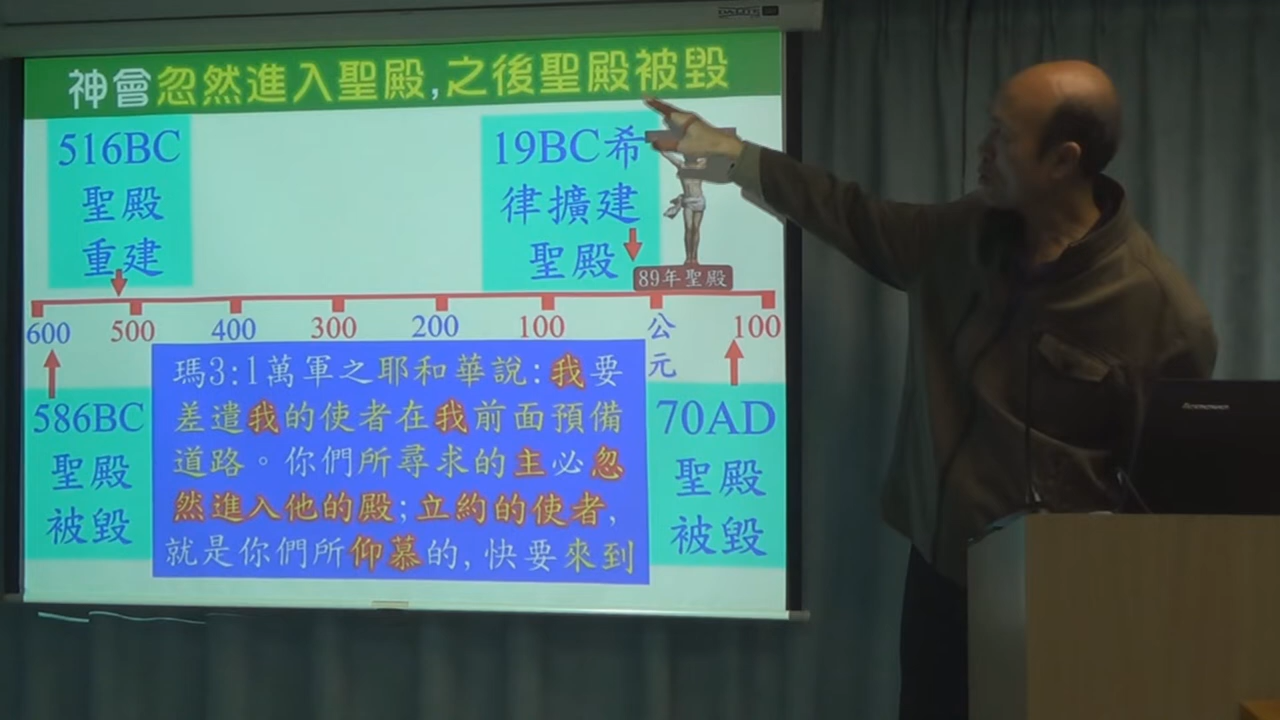 神會忽然進入聖殿,之後聖殿被毀
516BC
聖殿
重建
19BC希
律擴建
聖殿
89年聖殿
600 500 400 300 200 100 公元 100
586BC
聖殿
被毀
瑪3:1萬軍之耶和華說:我要
差遣我的使者在我前面預備
道路。你們所尋求的主必忽
然進入他的殿;立約的使者,
就是你們所仰慕的,快要來到
70AD
聖殿
被毀
lenovo